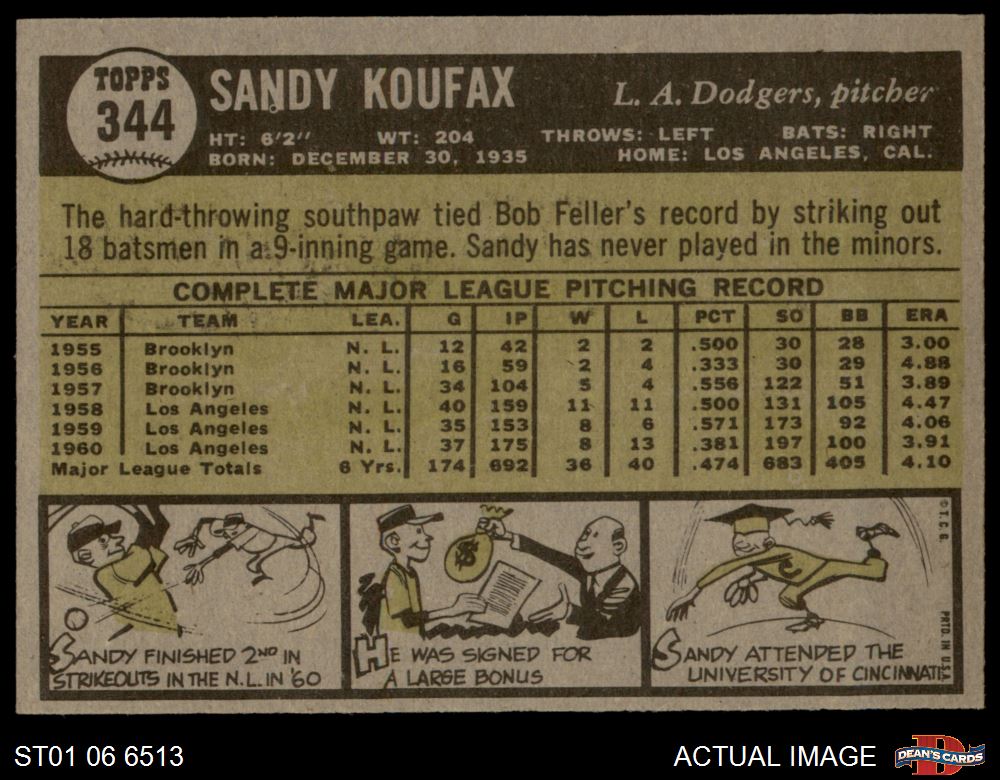 TOPPS
344
SANDY KOUFAX
L. A. Dodgers, pitcher
HT: 6'2" WT: 204 THROWS: LEFT BATS: RIGHT
BORN: DECEMBER 30, 1935 HOME: LOS ANGELES, CAL.
The hard-throwing southpaw tied Bob Feller's record by striking out
18 batsmen in a 9-inning game. Sandy has never played in the minors.
COMPLETE MAJOR LEAGUE PITCHING RECORD
YEAR TEAM LEA. G IP W L PCT SO BB ERA
1955 Brooklyn N. L. 12 42 2 2 .500 30 28 3.00
1956 Brooklyn N. L. 16 59 2 4 .333 30 29 4.88
1957 Brooklyn N. L. 34 104 5 4 .556 122 51 3.89
1958 Los Angeles N. L. 40 159 11 11 .500 131 105 4.47
1959 Los Angeles N. L. 35 153 8 6 .571 173 92 4.06
1960 Los Angeles N. L. 37 175 8 13 .381 197 100 3.91
Major League Totals 6 Yrs. 174 692 36 40 .474 683 405 4.10
SANDY FINISHED 2ND IN
STRIKEOUTS IN THE N.L. IN '60
$
HE WAS SIGNED FOR
A LARGE BONUS
SANDY ATTENDED THE
UNIVERSITY OF CINCINNATI
©T.C.G.
PRTD. IN U.S.A.
ST01 06 6513
ACTUAL IMAGE
D
DEAN'S CARDS